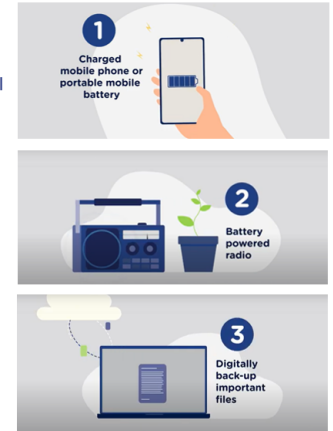 1
Charged
mobile phone or
portable mobile
battery
2
Battery
powered
radio
3
Digitally
back-up
important
files